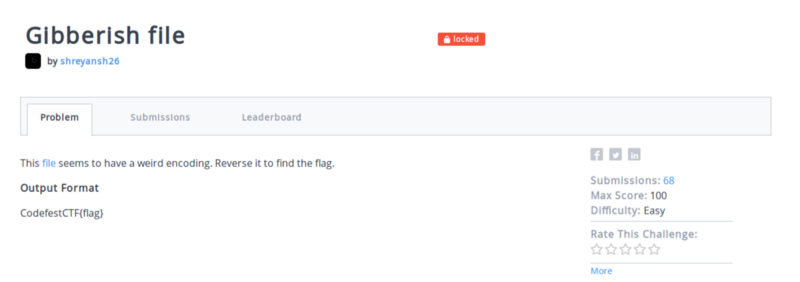 Gibberish file
locked
by shreyansh26
Problem Submissions Leaderboard
This file seems to have a weird encoding. Reverse it to find the flag.
Output Format
CodefestCTF{flag}
Submissions: 68
Max Score: 100
Difficulty: Easy
Rate This Challenge:
More